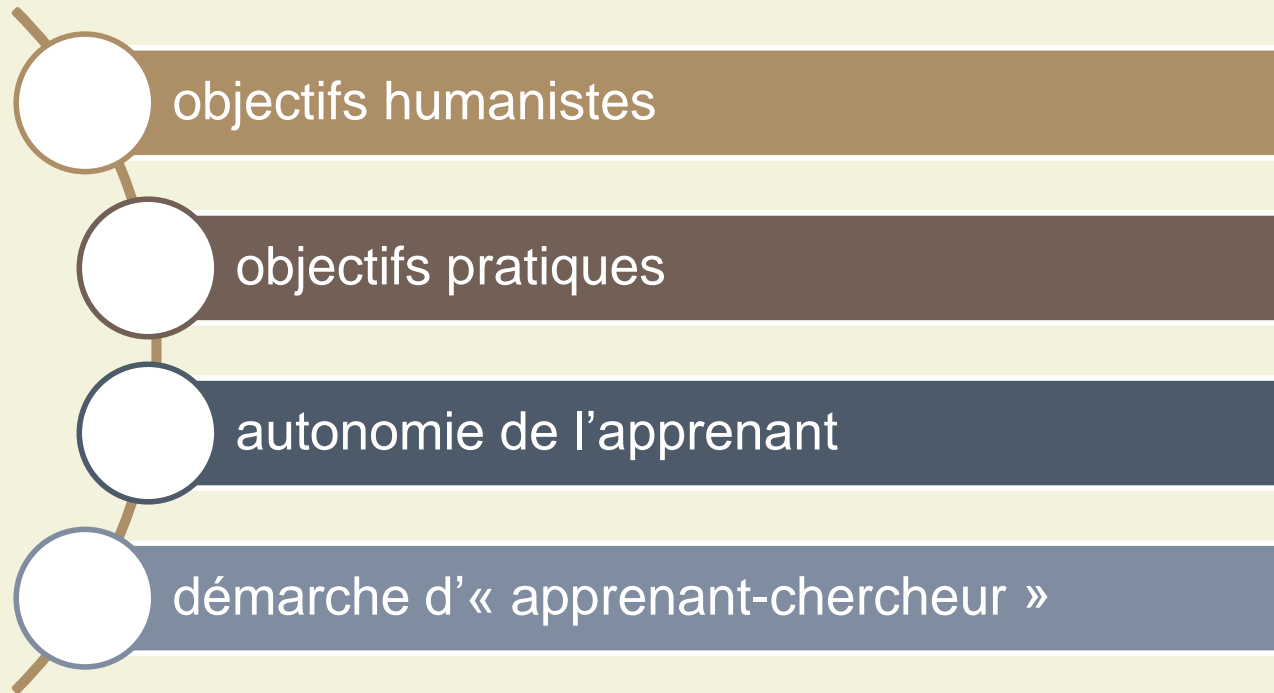 objectifs humanistes
objectifs pratiques
autonomie de l’apprenant
démarche d’« apprenant-chercheur »